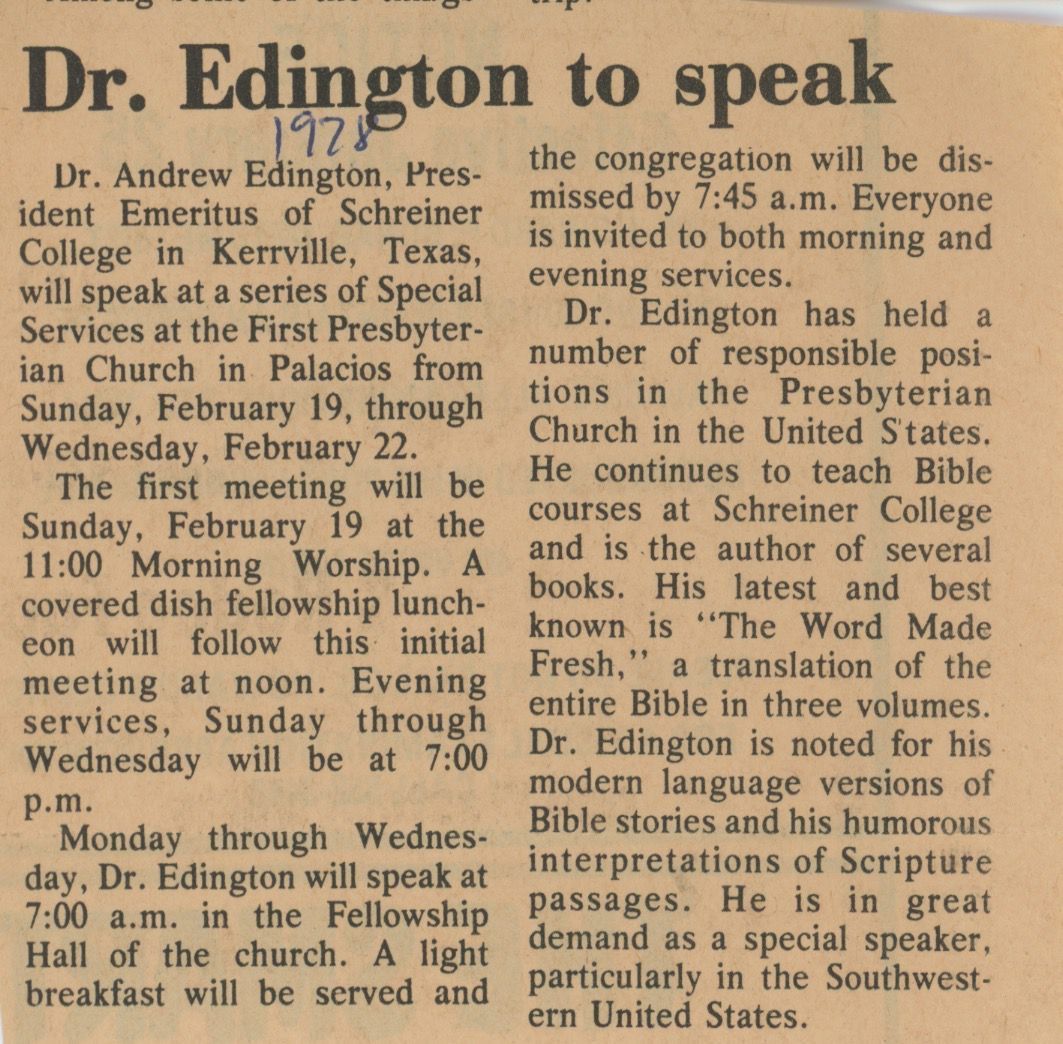 Dr. Edington to speak
1978
Dr. Andrew Edington, Pres-
ident Emeritus of Schreiner
College in Kerrville, Texas,
will speak at a series of Special
Services at the First Presbyter-
ian Church in Palacios from
Sunday, February 19, through
Wednesday, February 22.
The first meeting will be
Sunday, February 19 at the
11:00 Morning Worship. A
covered dish fellowship lunch-
eon will follow this initial
meeting at noon. Evening
services, Sunday through
Wednesday will be at 7:00
p.m.
Monday through Wednes-
day, Dr. Edington will speak at
7:00 a.m. in the Fellowship
Hall of the church. A light
breakfast will be served and
the congregation will be dis-
missed by 7:45 a.m. Everyone
is invited to both morning and
evening services.
Dr. Edington has held a
number of responsible posi-
tions in the Presbyterian
Church in the United States.
He continues to teach Bible
courses at Schreiner College
and is the author of several
books. His latest and best
known is "The Word Made
Fresh," a translation of the
entire Bible in three volumes.
Dr. Edington is noted for his
modern language versions of
Bible stories and his humorous
interpretations of Scripture
passages. He is in great
demand as a special speaker,
particularly in the Southwest-
ern United States.